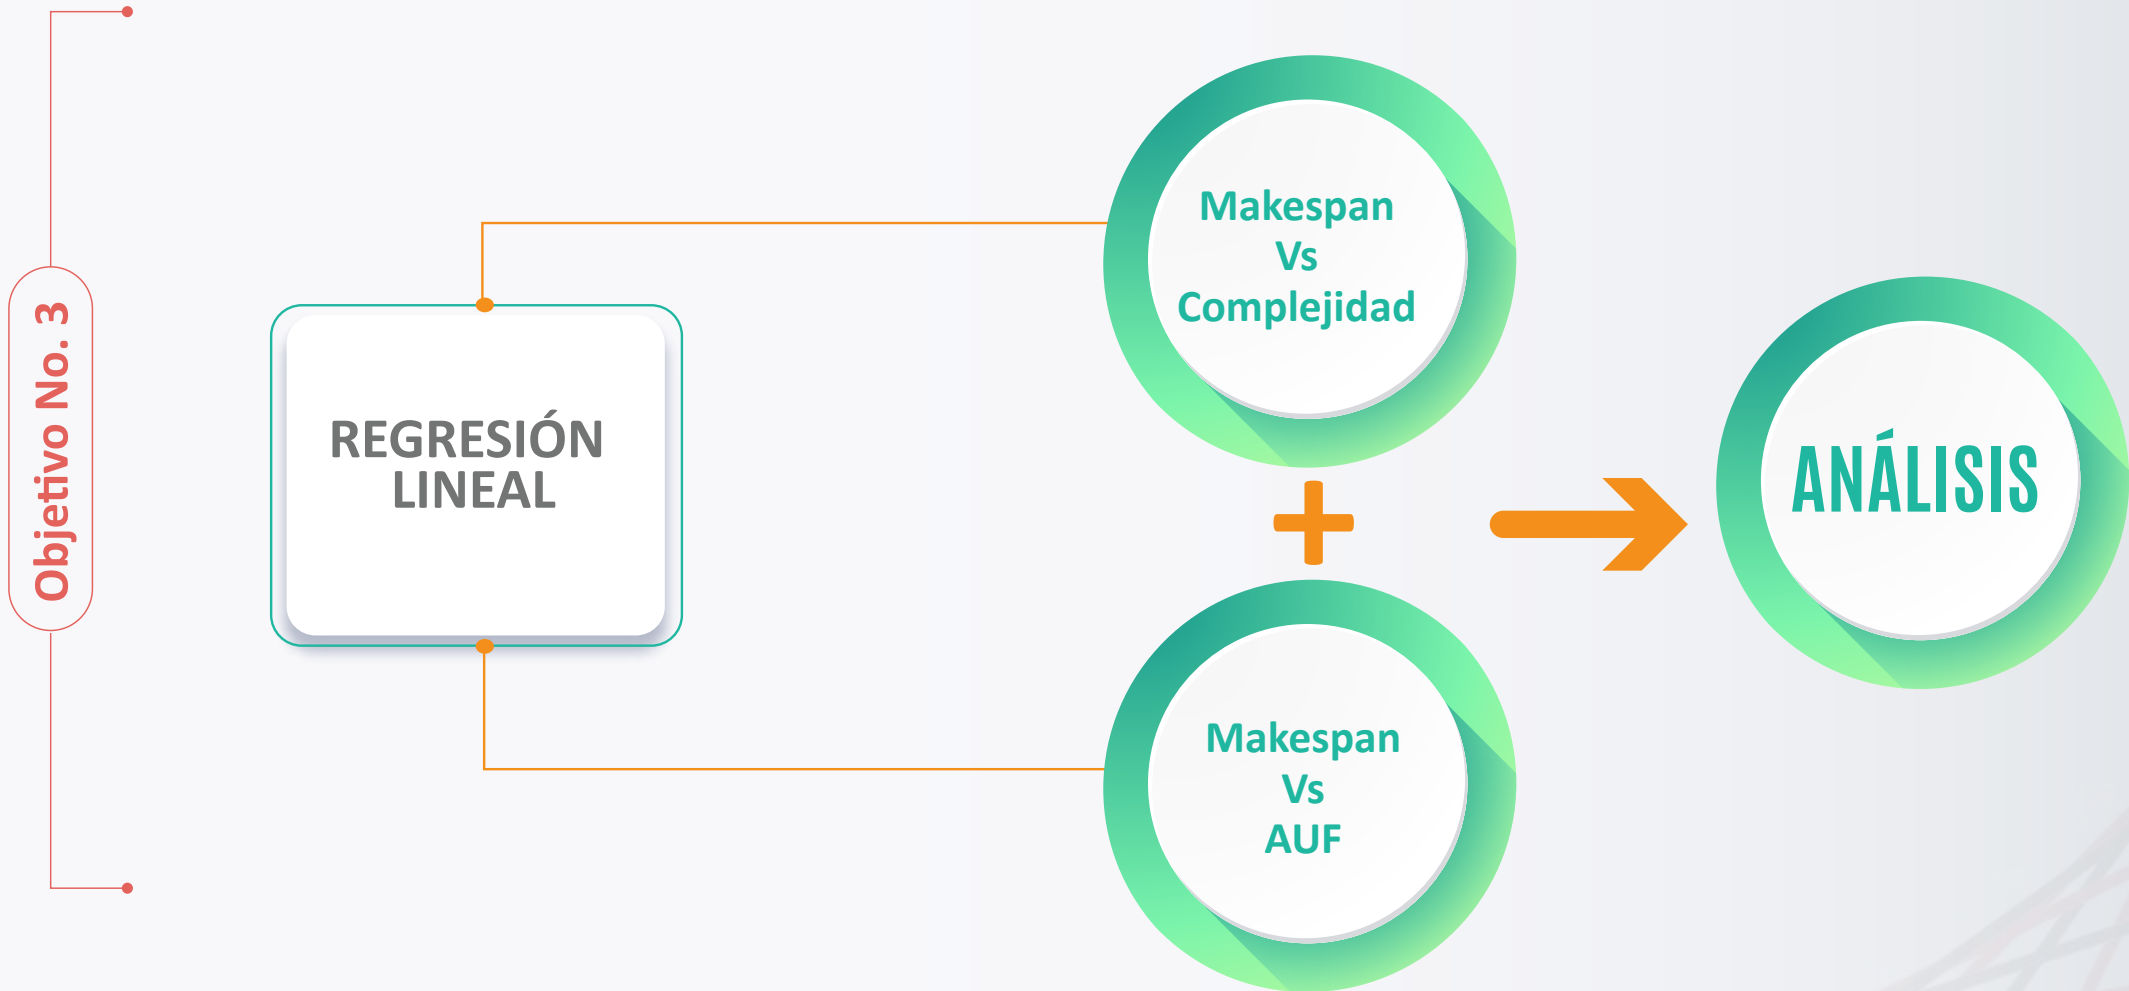 Objetivo No. 3
REGRESIÓN
LINEAL
Makespan
Vs
Complejidad
+
Makespan
Vs
AUF
ANÁLISIS